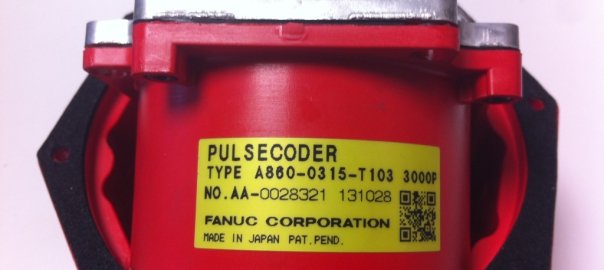 PULSECODER
TYPE A860-0315-T103 3000P
NO.AA-0028321 131028
FANUC CORPORATION
MADE IN JAPAN PAT.PEND.